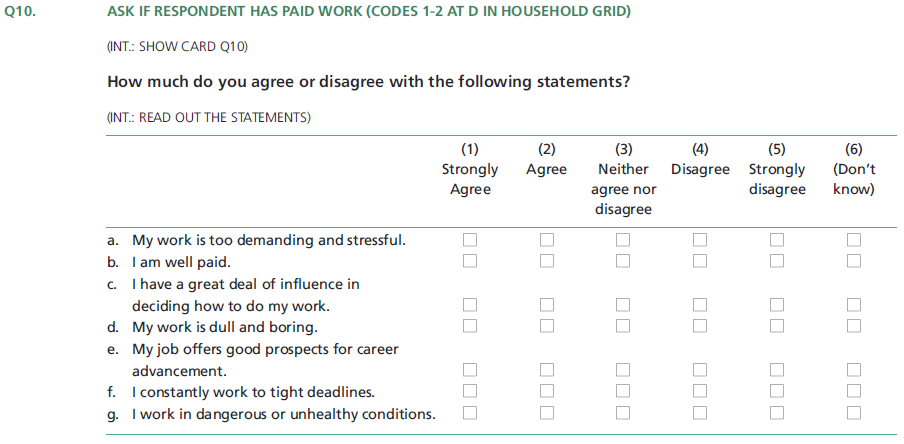 Q10. ASK IF RESPONDENT HAS PAID WORK (CODES 1-2 AT D IN HOUSEHOLD GRID)
(INT.: SHOW CARD Q10)
How much do you agree or disagree with the following statements?
(INT.: READ OUT THE STATEMENTS)
(1) (2) (3) (4) (5) (6)
Strongly Agree Neither Disagree Strongly (Don't
Agree agree nor disagree know)
disagree
a. My work is too demanding and stressful.
b. I am well paid.
c. I have a great deal of influence in
deciding how to do my work.
d. My work is dull and boring.
e. My job offers good prospects for career
advancement.
f. I constantly work to tight deadlines.
g. I work in dangerous or unhealthy conditions.